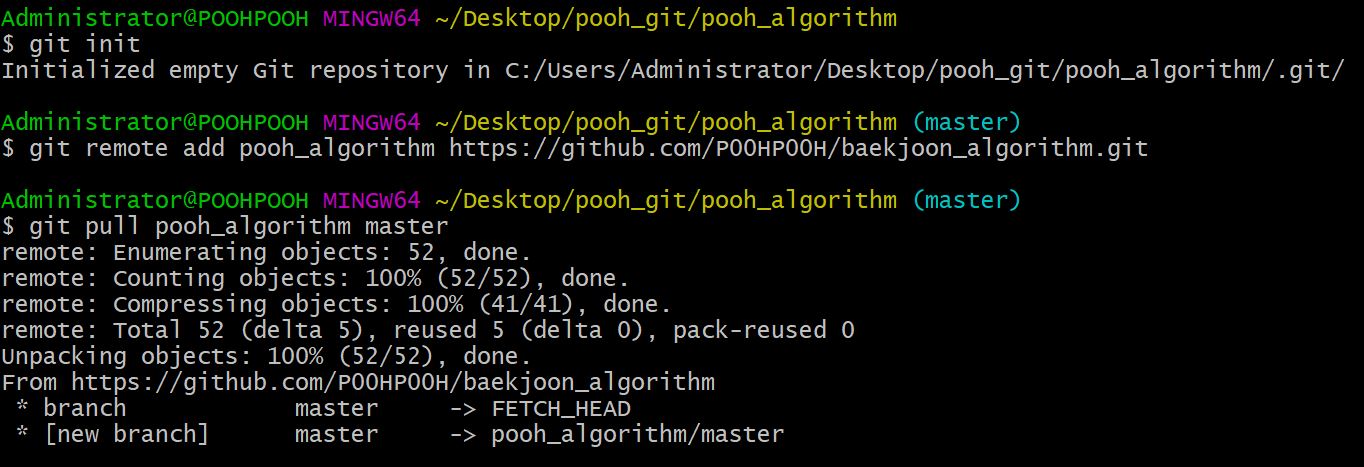 Administrator@POOHPOOH MINGW64 ~/Desktop/pooh_git/pooh_algorithm
$ git init
Initialized empty Git repository in C:/Users/Administrator/Desktop/pooh_git/pooh_algorithm/.git/
Administrator@POOHPOOH MINGW64 ~/Desktop/pooh_git/pooh_algorithm (master)
$ git remote add pooh_algorithm https://github.com/P00HP00H/baekjoon_algorithm.git
Administrator@POOHPOOH MINGW64 ~/Desktop/pooh_git/pooh_algorithm (master)
$ git pull pooh_algorithm master
remote: Enumerating objects: 52, done.
remote: Counting objects: 100% (52/52), done.
remote: Compressing objects: 100% (41/41), done.
remote: Total 52 (delta 5), reused 5 (delta 0), pack-reused 0
Unpacking objects: 100% (52/52), done.
From https://github.com/P00HP00H/baekjoon_algorithm
 * branch            master     -> FETCH_HEAD
 * [new branch]      master     -> pooh_algorithm/master